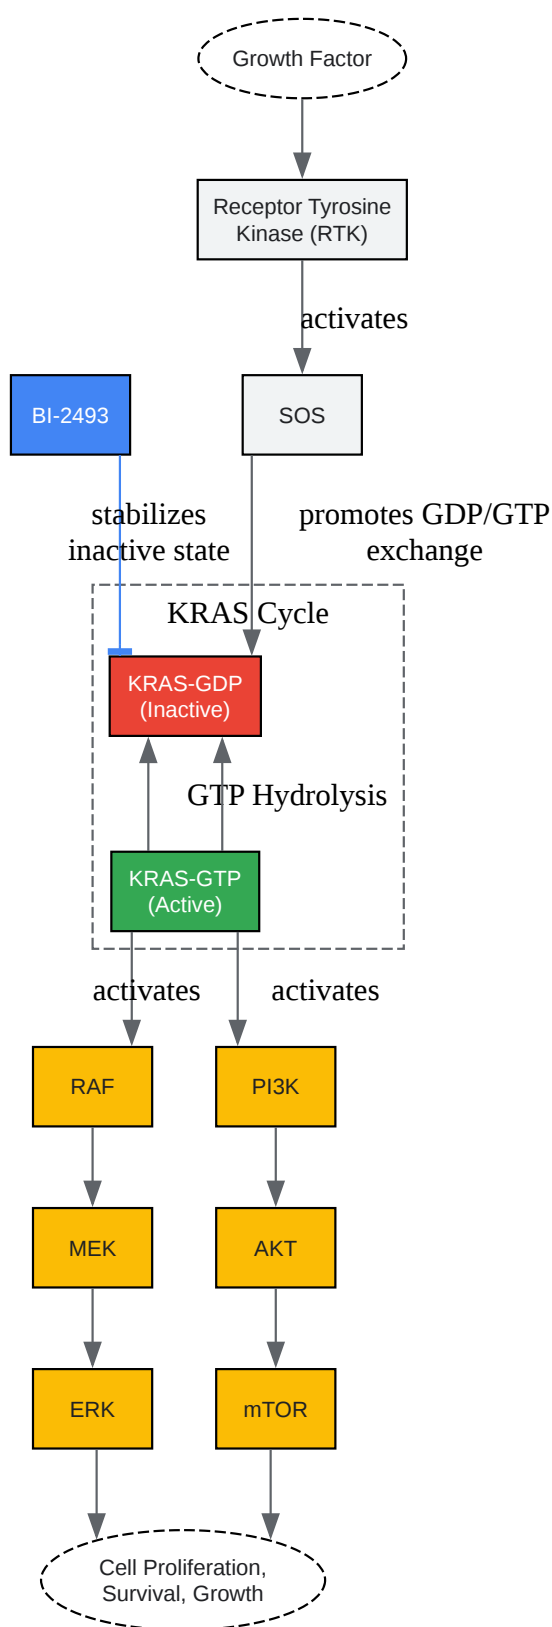 Growth Factor
Receptor Tyrosine
Kinase (RTK)
activates
BI-2493
SOS
stabilizes
inactive state
promotes GDP/GTP
exchange
KRAS Cycle
KRAS-GDP
(Inactive)
GTP Hydrolysis
KRAS-GTP
(Active)
activates
activates
RAF
PI3K
MEK
AKT
ERK
mTOR
Cell Proliferation,
Survival, Growth